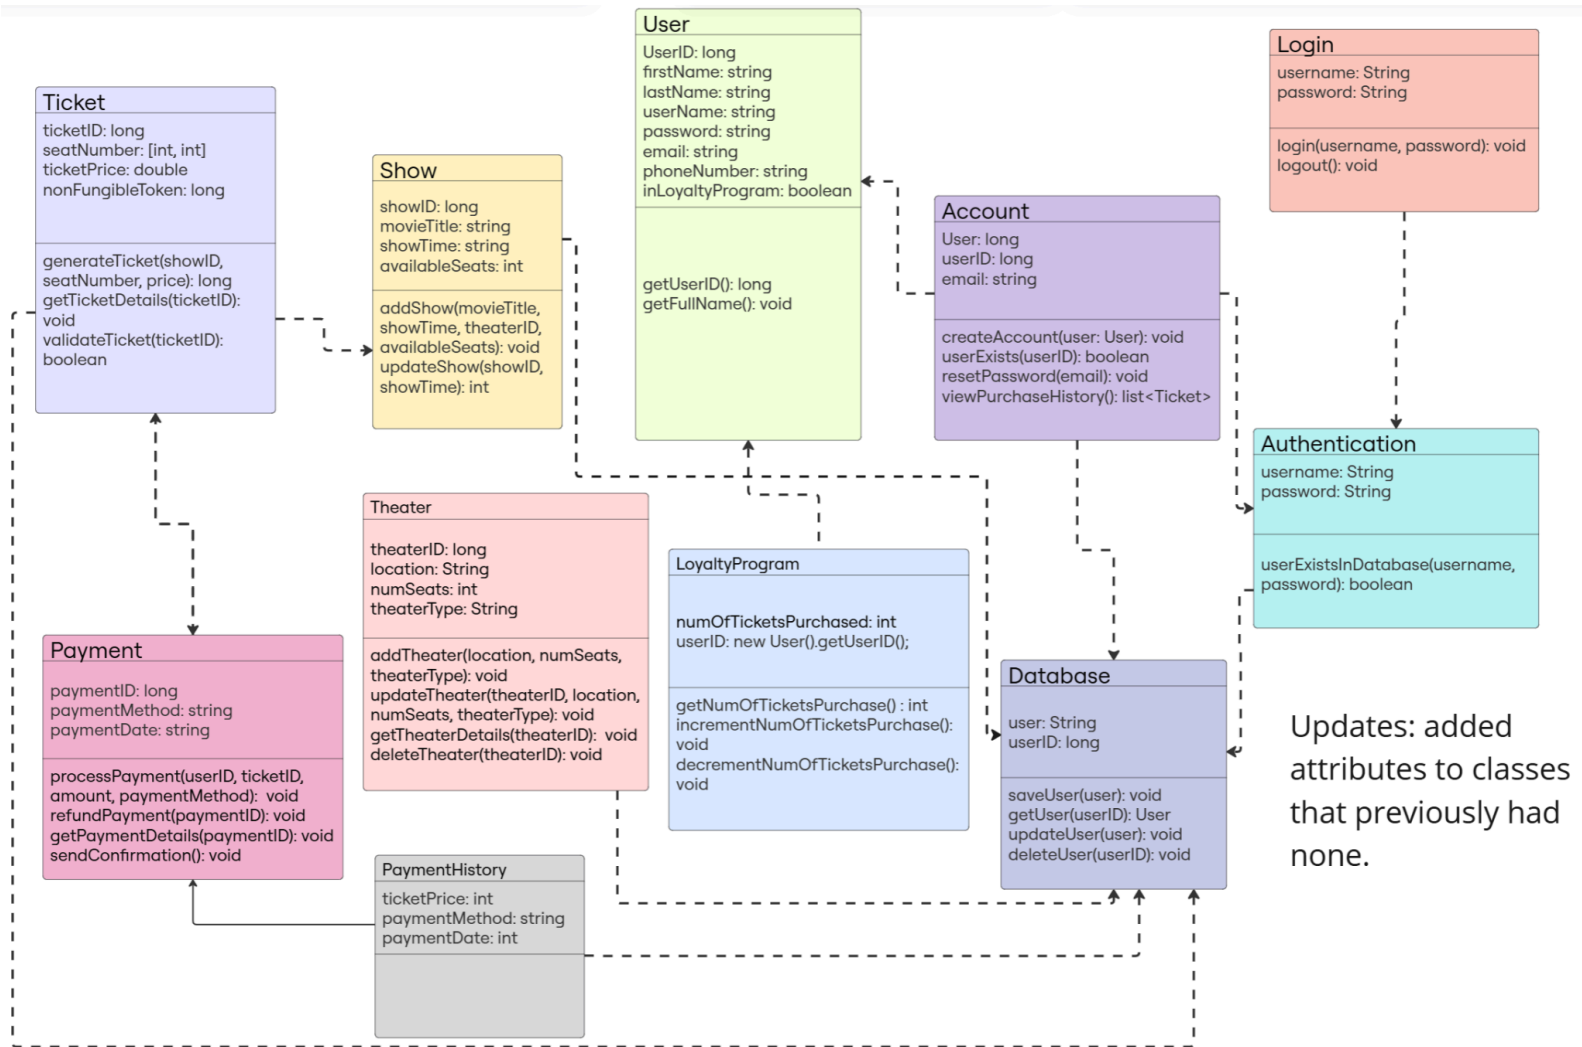 User
UserID: long
firstName: string
lastName: string
userName: string
password: string
email: string
phoneNumber: string
inLoyaltyProgram: boolean
getUserID(): long
getFullName(): void
Login
username: String
password: String
login(username, password): void
logout(): void
Ticket
ticketID: long
seatNumber: [int, int]
ticketPrice: double
nonFungibleToken: long
generateTicket(showID,
seatNumber, price): long
getTicketDetails(ticketID):
void
validateTicket(ticketID):
boolean
Show
showID: long
movieTitle: string
showTime: string
availableSeats: int
addShow(movieTitle,
showTime, theaterID,
availableSeats): void
updateShow(showID,
showTime): int
Account
User: long
userID: long
email: string
createAccount(user: User): void
userExists(userID): boolean
resetPassword(email): void
viewPurchaseHistory(): list<Ticket>
Authentication
username: String
password: String
userExistsInDatabase(username,
password): boolean
Theater
theaterID: long
location: String
numSeats: int
theaterType: String
addTheater(location, numSeats,
theaterType): void
updateTheater(theaterID, location,
numSeats, theaterType): void
getTheaterDetails(theaterID): void
deleteTheater(theaterID): void
LoyaltyProgram
numOfTicketsPurchased: int
userID: new User().getUserID();
getNumOfTicketsPurchase() : int
incrementNumOfTicketsPurchase():
void
decrementNumOfTicketsPurchase():
void
Payment
paymentID: long
paymentMethod: string
paymentDate: string
processPayment(userID, ticketID,
amount, paymentMethod): void
refundPayment(paymentID): void
getPaymentDetails(paymentID): void
sendConfirmation(): void
Database
user: String
userID: long
saveUser(user): void
getUser(userID): User
updateUser(user): void
deleteUser(userID): void
Updates: added
attributes to classes
that previously had
none.
PaymentHistory
ticketPrice: int
paymentMethod: string
paymentDate: int